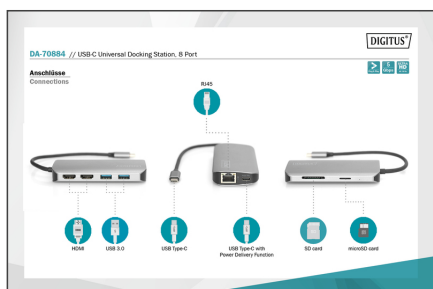 DIGITUS®
DA-70884 // USB-C Universal Docking Station, 8 Port
Anschlüsse
Connections
RJ45
HDMI
USB 3.0
USB Type-C
USB Type-C with
Power Delivery Function
SD card
microSD card